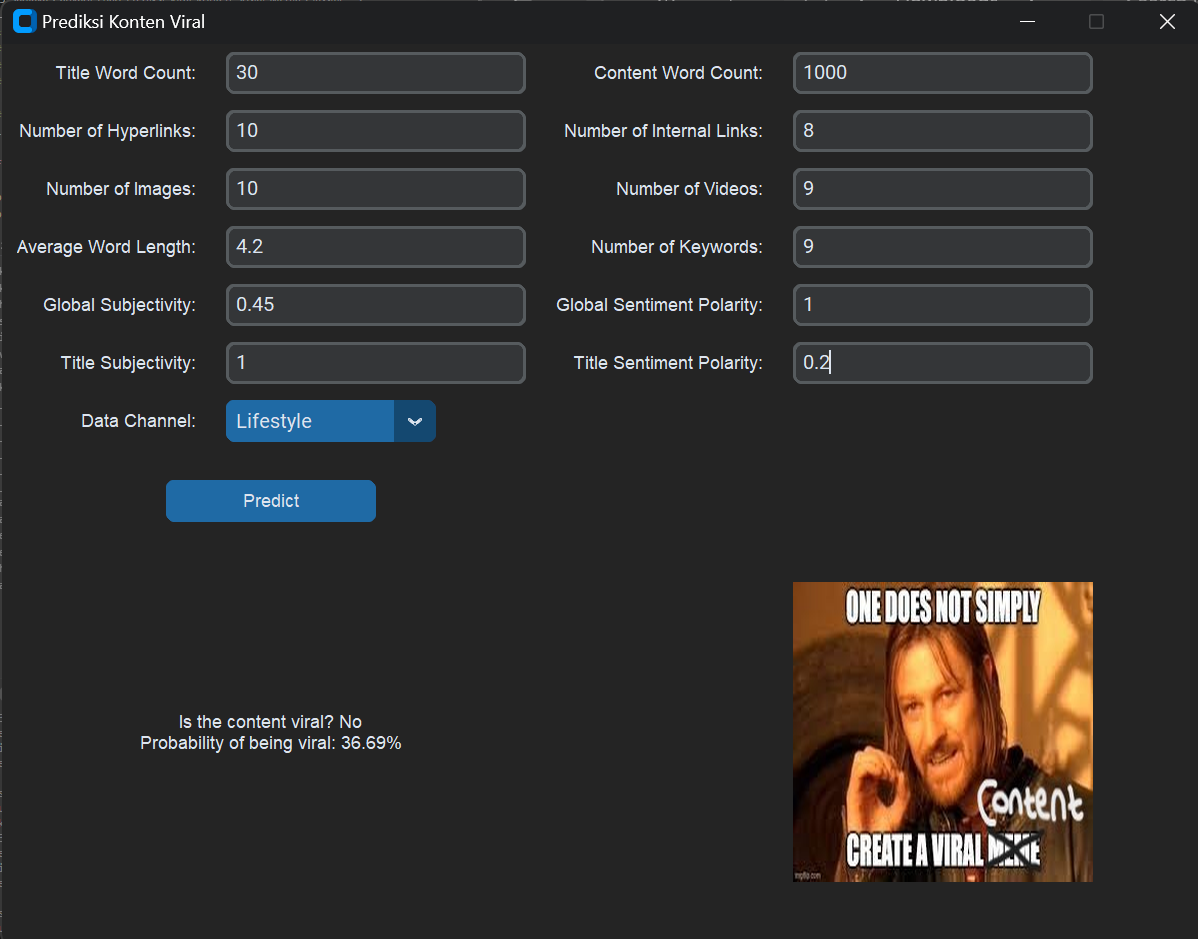 Prediksi Konten Viral
Title Word Count: 30 Content Word Count: 1000
Number of Hyperlinks: 10 Number of Internal Links: 8
Number of Images: 10 Number of Videos: 9
Average Word Length: 4.2 Number of Keywords: 9
Global Subjectivity: 0.45 Global Sentiment Polarity: 1
Title Subjectivity: 1 Title Sentiment Polarity: 0.2
Data Channel: Lifestyle
Predict
ONE DOES NOT SIMPLY
Is the content viral? No
Probability of being viral: 36.69%
Content
CREATE A VIRAL MEME
imgflip.com